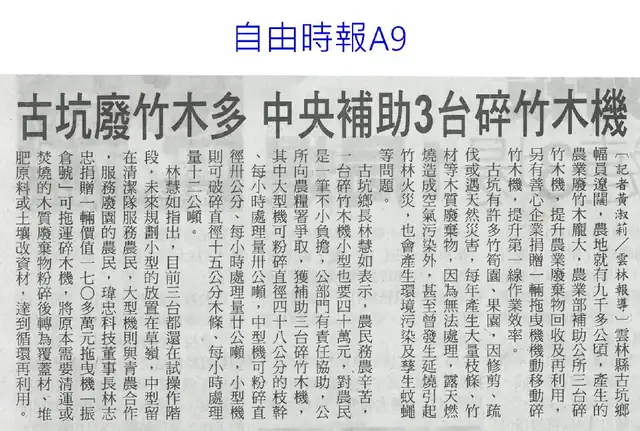 自由時報A9
古坑廢竹木多 中央補助3台碎竹木機
〔記者黃淑莉／雲林報導〕雲林縣古坑鄉
幅員遼闊，農地就有九千多公頃，產生的
農業廢竹木龐大，農業部補助公所三台碎
竹木機，提升農業廢棄物回收及再利用，
另有善心企業捐贈一輛拖曳機機動移動碎
竹木機，提升第一線作業效率。
古坑有許多竹筍園、果園，因修剪、疏
伐或遇天然災害，每年產生大量枝條、竹
材等木質廢棄物，因為無法處理，露天燃
燒造成空氣污染外，甚至曾發生延燒引起
竹林火災，也會產生環境污染及孳生蚊蠅
等問題。
古坑鄉長林慧如表示，農民務農辛苦，
一台碎竹木機小型也要四十萬元，對農民
是一筆不小負擔，公部門有責任協助，公
所向農糧署爭取，獲補助三台碎竹木機，
其中大型機可粉碎直徑四十八公分的枝幹
、每小時處理量卅公噸，中型機可粉碎直
徑卅公分、每小時處理量廿公噸，小型機
則可破碎直徑十五公分木條、每小時處理
量十二公噸。
林慧如指出，目前三台都還在試操作階
段，未來規劃小型的放置在草嶺，中型留
在清潔隊服務農民，大型機則與青農合作
，服務廢園的農民，瑋忠科技董事長林志
忠捐贈一輛價值一七〇多萬元拖曳機「振
倉號」可拖運碎木機，將原本需要清運或
焚燒的木質廢棄物粉碎後轉為覆蓋材、堆
肥原料或土壤改資材，達到循環再利用。